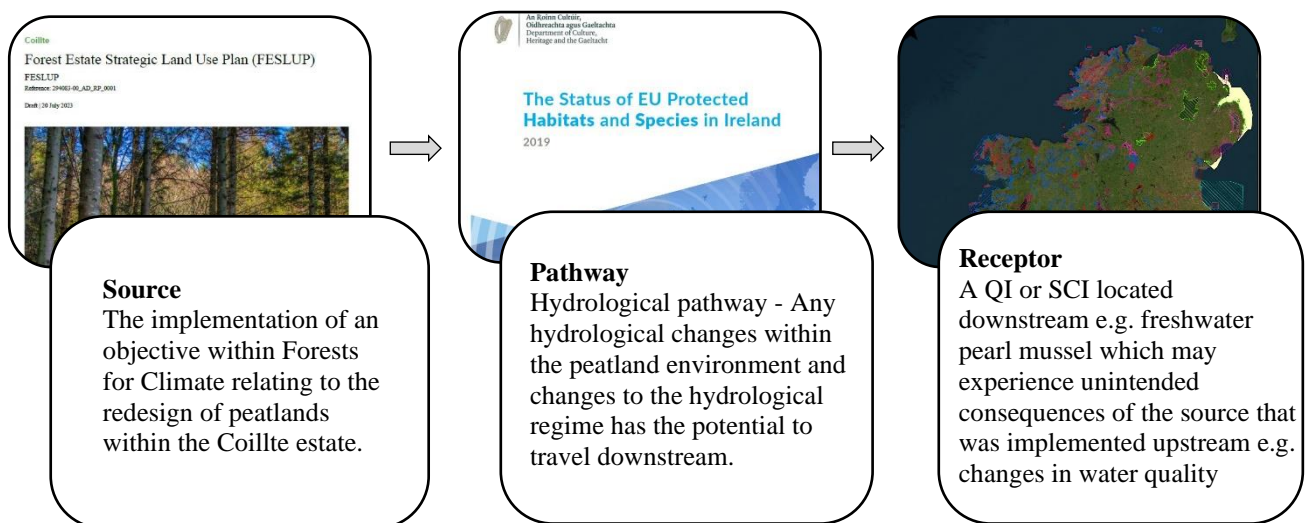 Coillte
Forest Estate Strategic Land Use Plan (FESLUP)
FESLUP
Reference: 294083-00_AD_RP_0001
Draft | 20 July 2023
An Roinn Cultúir,
Oidhreachta agus Gaeltachta
Department of Culture,
Heritage and the Gaeltacht
The Status of EU Protected
Habitats and Species in Ireland
2019
Source
The implementation of an
objective within Forests
for Climate relating to the
redesign of peatlands
within the Coillte estate.
Pathway
Hydrological pathway - Any
hydrological changes within
the peatland environment and
changes to the hydrological
regime has the potential to
travel downstream.
Receptor
A QI or SCI located
downstream e.g. freshwater
pearl mussel which may
experience unintended
consequences of the source that
was implemented upstream e.g.
changes in water quality